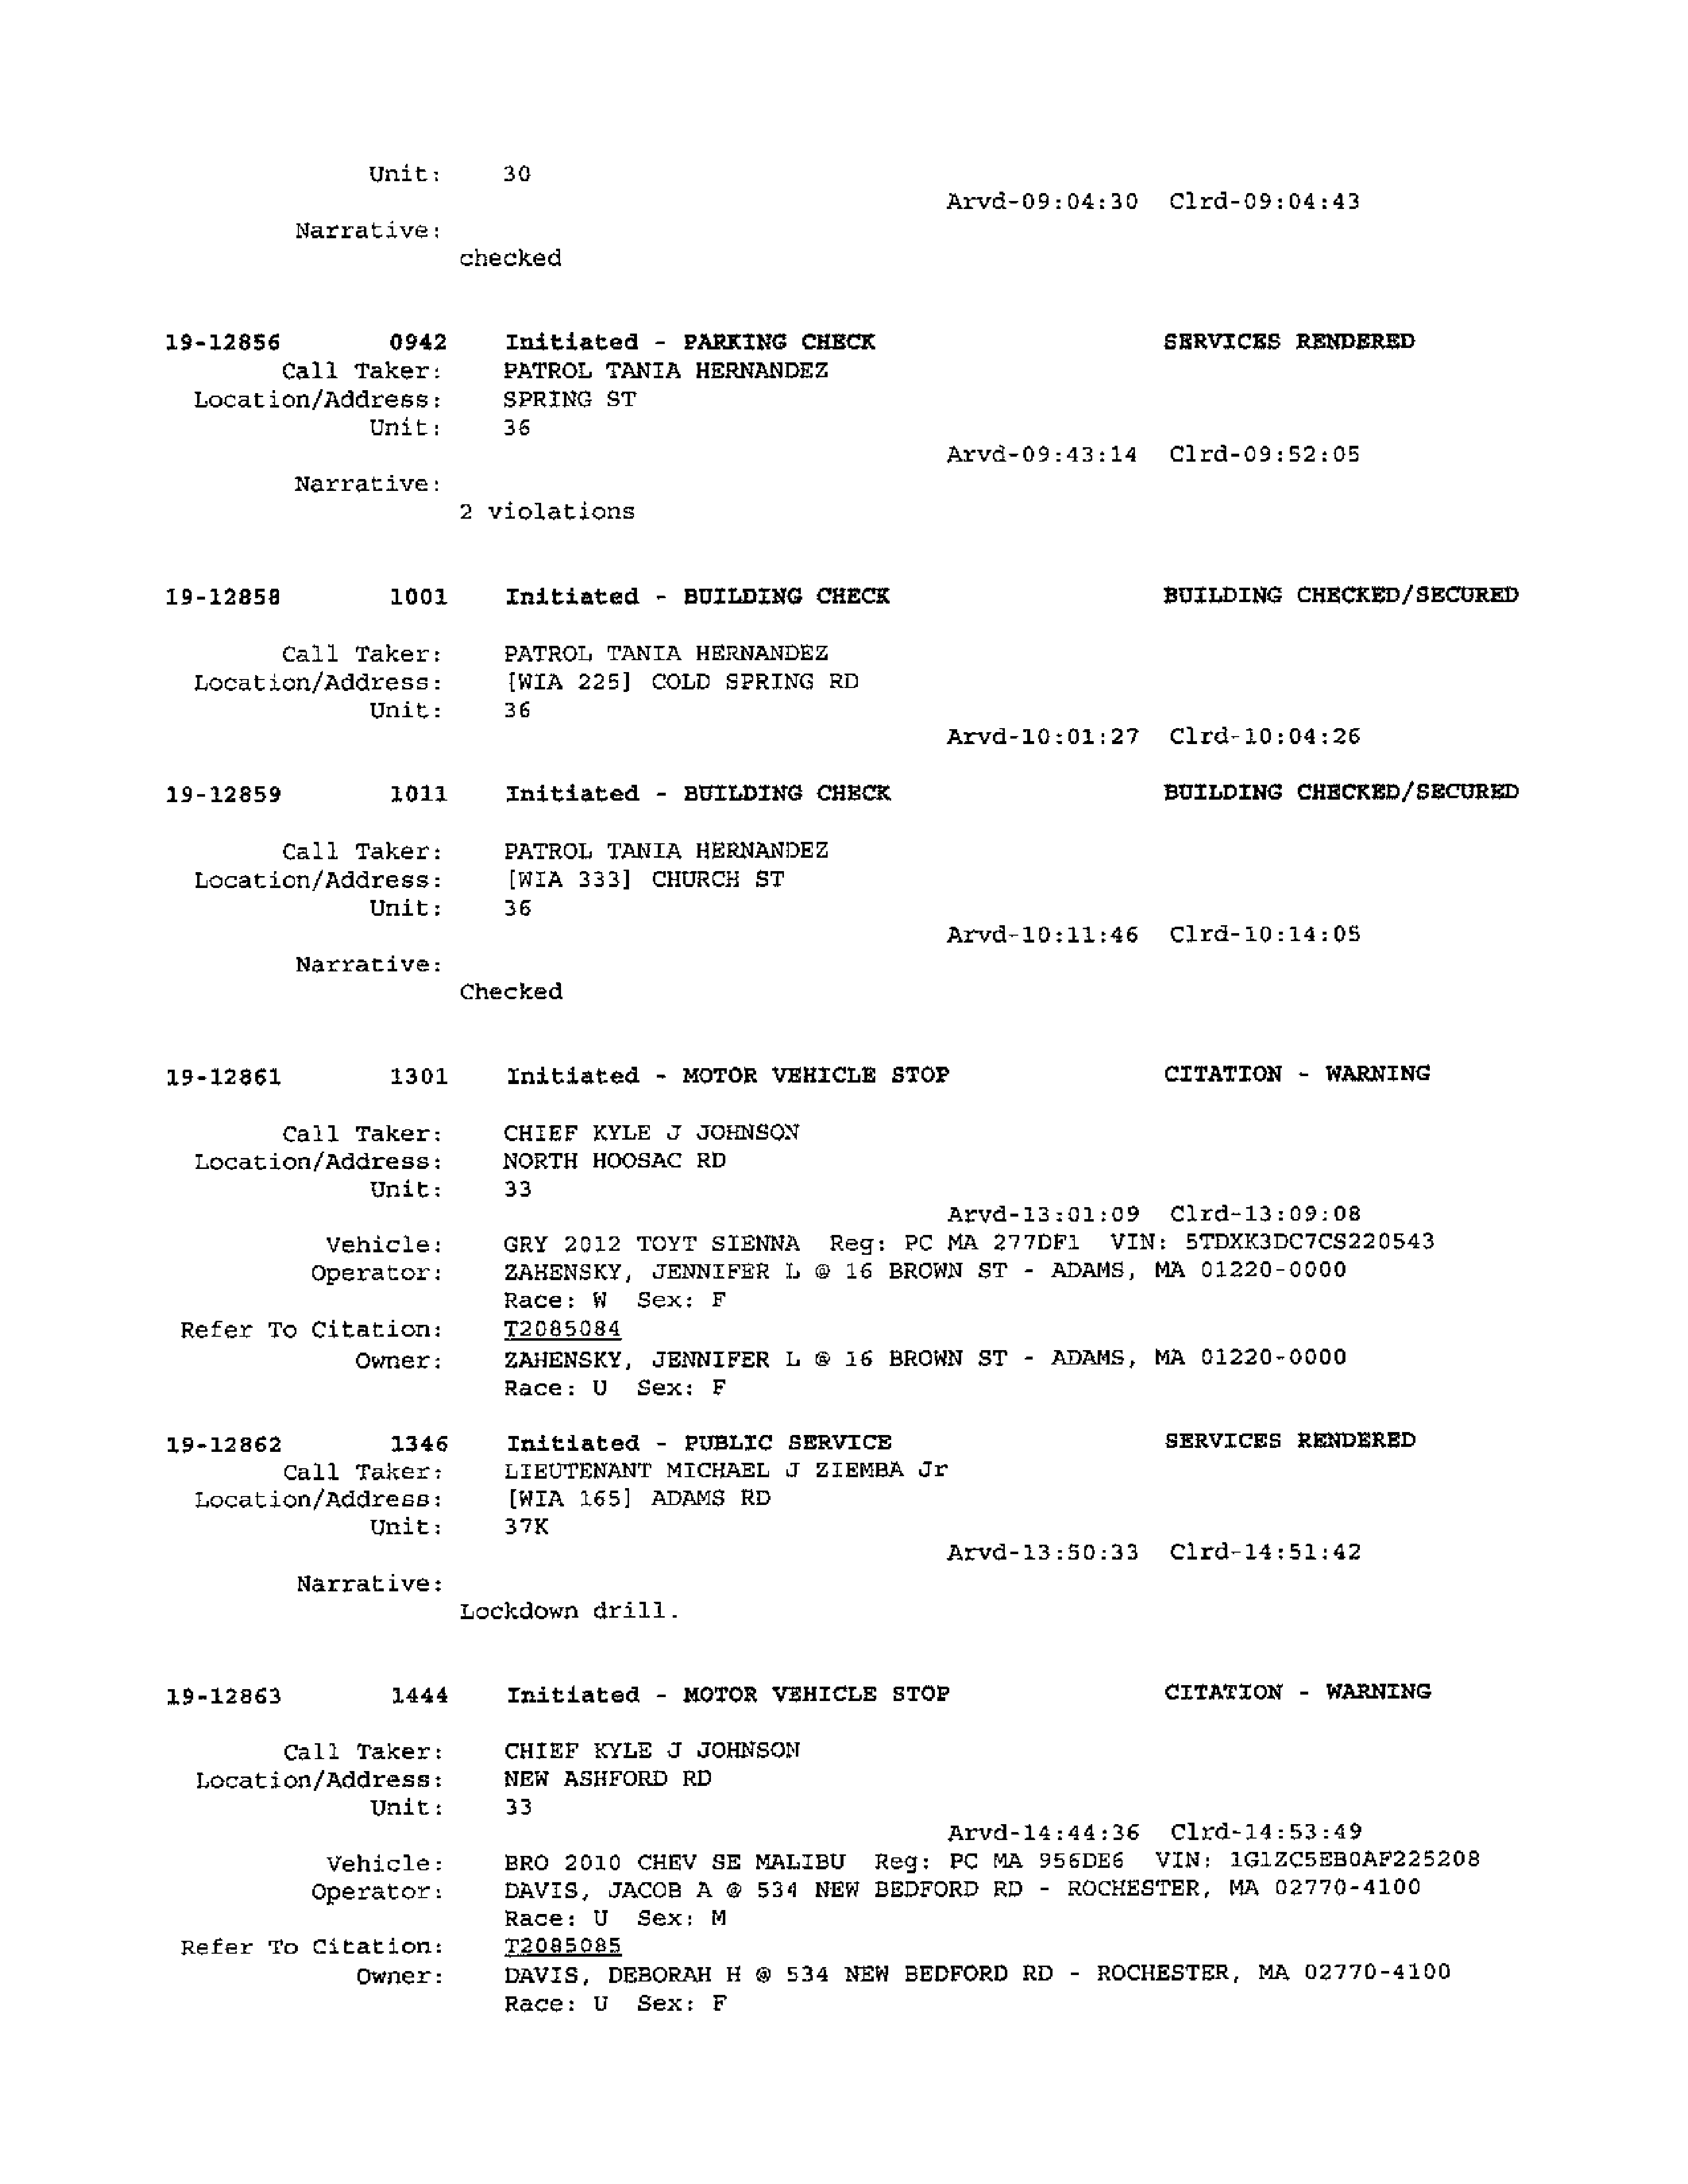 Unit: 30
Arvd-09:04:30 Clrd-09:04:43
Narrative:
checked
19-12856 0942 Initiated - PARKING CHECK SERVICES RENDERED
Call Taker: PATROL TANIA HERNANDEZ
Location/Address: SPRING ST
Unit: 36
Arvd-09:43:14 Clrd-09:52:05
Narrative:
2 violations
19-12858 1001 Initiated - BUILDING CHECK BUILDING CHECKED/SECURED
Call Taker: PATROL TANIA HERNANDEZ
Location/Address: [WIA 225] COLD SPRING RD
Unit: 36
Arvd-10:01:27 Clrd-10:04:26
19-12859 1011 Initiated - BUILDING CHECK BUILDING CHECKED/SECURED
Call Taker: PATROL TANIA HERNANDEZ
Location/Address: [WIA 333] CHURCH ST
Unit: 36
Arvd-10:11:46 Clrd-10:14:05
Narrative:
Checked
19-12861 1301 Initiated - MOTOR VEHICLE STOP CITATION - WARNING
Call Taker: CHIEF KYLE J JOHNSON
Location/Address: NORTH HOOSAC RD
Unit: 33
Arvd-13:01:09 Clrd-13:09:08
Vehicle: GRY 2012 TOYT SIENNA Reg: PC MA 277DF1 VIN: 5TDXK3DC7CS220543
Operator: ZAHENSKY, JENNIFER L @ 16 BROWN ST - ADAMS, MA 01220-0000
Race: W Sex: F
Refer To Citation: T2085084
Owner: ZAHENSKY, JENNIFER L @ 16 BROWN ST - ADAMS, MA 01220-0000
Race: U Sex: F
19-12862 1346 Initiated - PUBLIC SERVICE SERVICES RENDERED
Call Taker: LIEUTENANT MICHAEL J ZIEMBA Jr
Location/Address: [WIA 165] ADAMS RD
Unit: 37K
Arvd-13:50:33 Clrd-14:51:42
Narrative:
Lockdown drill.
19-12863 1444 Initiated - MOTOR VEHICLE STOP CITATION - WARNING
Call Taker: CHIEF KYLE J JOHNSON
Location/Address: NEW ASHFORD RD
Unit: 33
Arvd-14:44:36 Clrd-14:53:49
Vehicle: BRO 2010 CHEV SE MALIBU Reg: PC MA 956DE6 VIN: 1G1ZC5EB0AF225208
Operator: DAVIS, JACOB A @ 534 NEW BEDFORD RD - ROCHESTER, MA 02770-4100
Race: U Sex: M
Refer To Citation: T2085085
Owner: DAVIS, DEBORAH H @ 534 NEW BEDFORD RD - ROCHESTER, MA 02770-4100
Race: U Sex: F